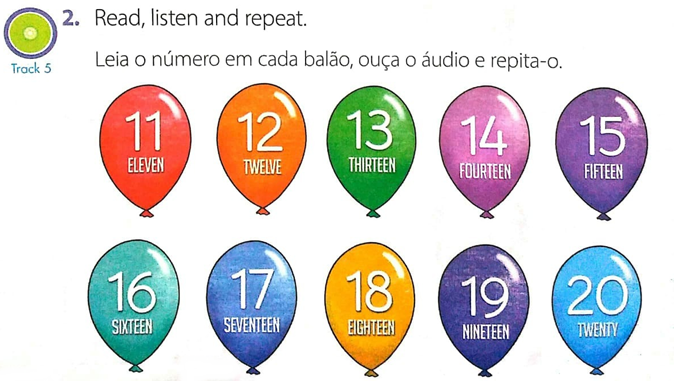 2. Read, listen and repeat.
Track 5
Leia o número em cada balão, ouça o áudio e repita-o.
11 12 13 14 15
ELEVEN TWELVE THIRTEEN FOURTEEN FIFTEEN
16 17 18 19 20
SIXTEEN SEVENTEEN EIGHTEEN NINETEEN TWENTY